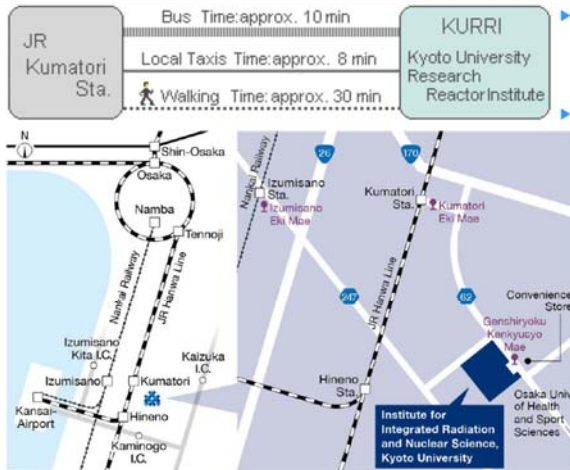 Bus Time:approx. 10 min
JR
Kumatori
Sta.
Local Taxis Time:approx. 8 min
Walking Time:approx. 30 min
KURRI
Kyoto University
Research
Reactor Institute
N
Shin-Osaka
Osaka
Namba
Tennoji
Nankai Railway
JR Hanwa Line
Izumisano
Kita I.C.
Kaizuka
I.C.
Izumisano
Kumatori
Kansai-
Airport
Hineno
Kaminogo
I.C.
26
170
Nankai Railway
Izumisano
Sta.
Izumisano
Eki Mae
Kumatori
Sta.
Kumatori
Eki Mae
247
JR Hanwa Line
62
Convenience
Store
Genshiryoku
Kenkyusyo
Mae
Hineno
Sta.
Osaka Univ
of Health
and Sport
Sciences
Institute for
Integrated Radiation
and Nuclear Science,
Kyoto University